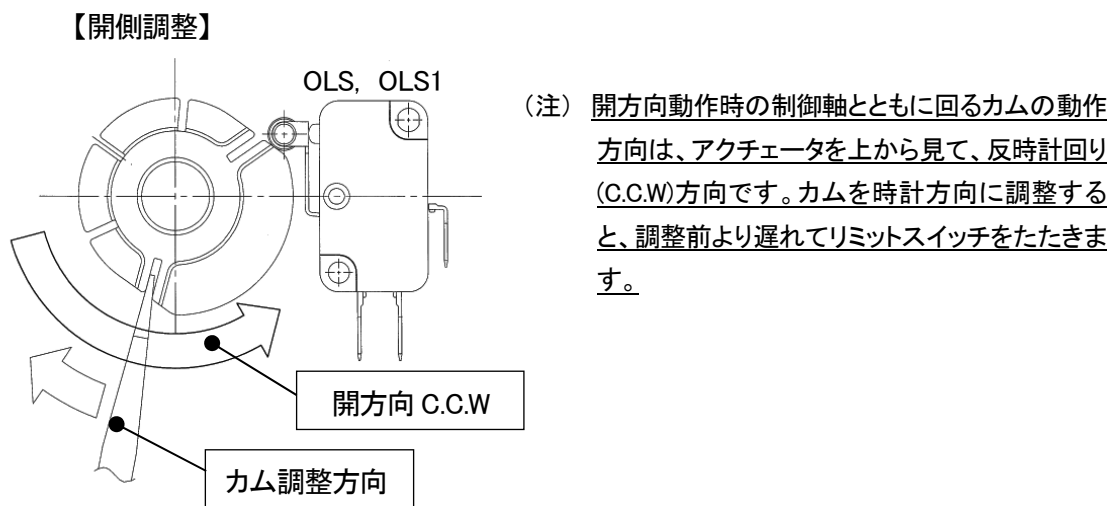 【開側調整】
OLS, OLS1
（注） 開方向動作時の制御軸とともに回るカムの動作
方向は、アクチェータを上から見て、反時計回り
(C.C.W)方向です。カムを時計方向に調整する
と、調整前より遅れてリミットスイッチをたたきま
す。
開方向 C.C.W
カム調整方向